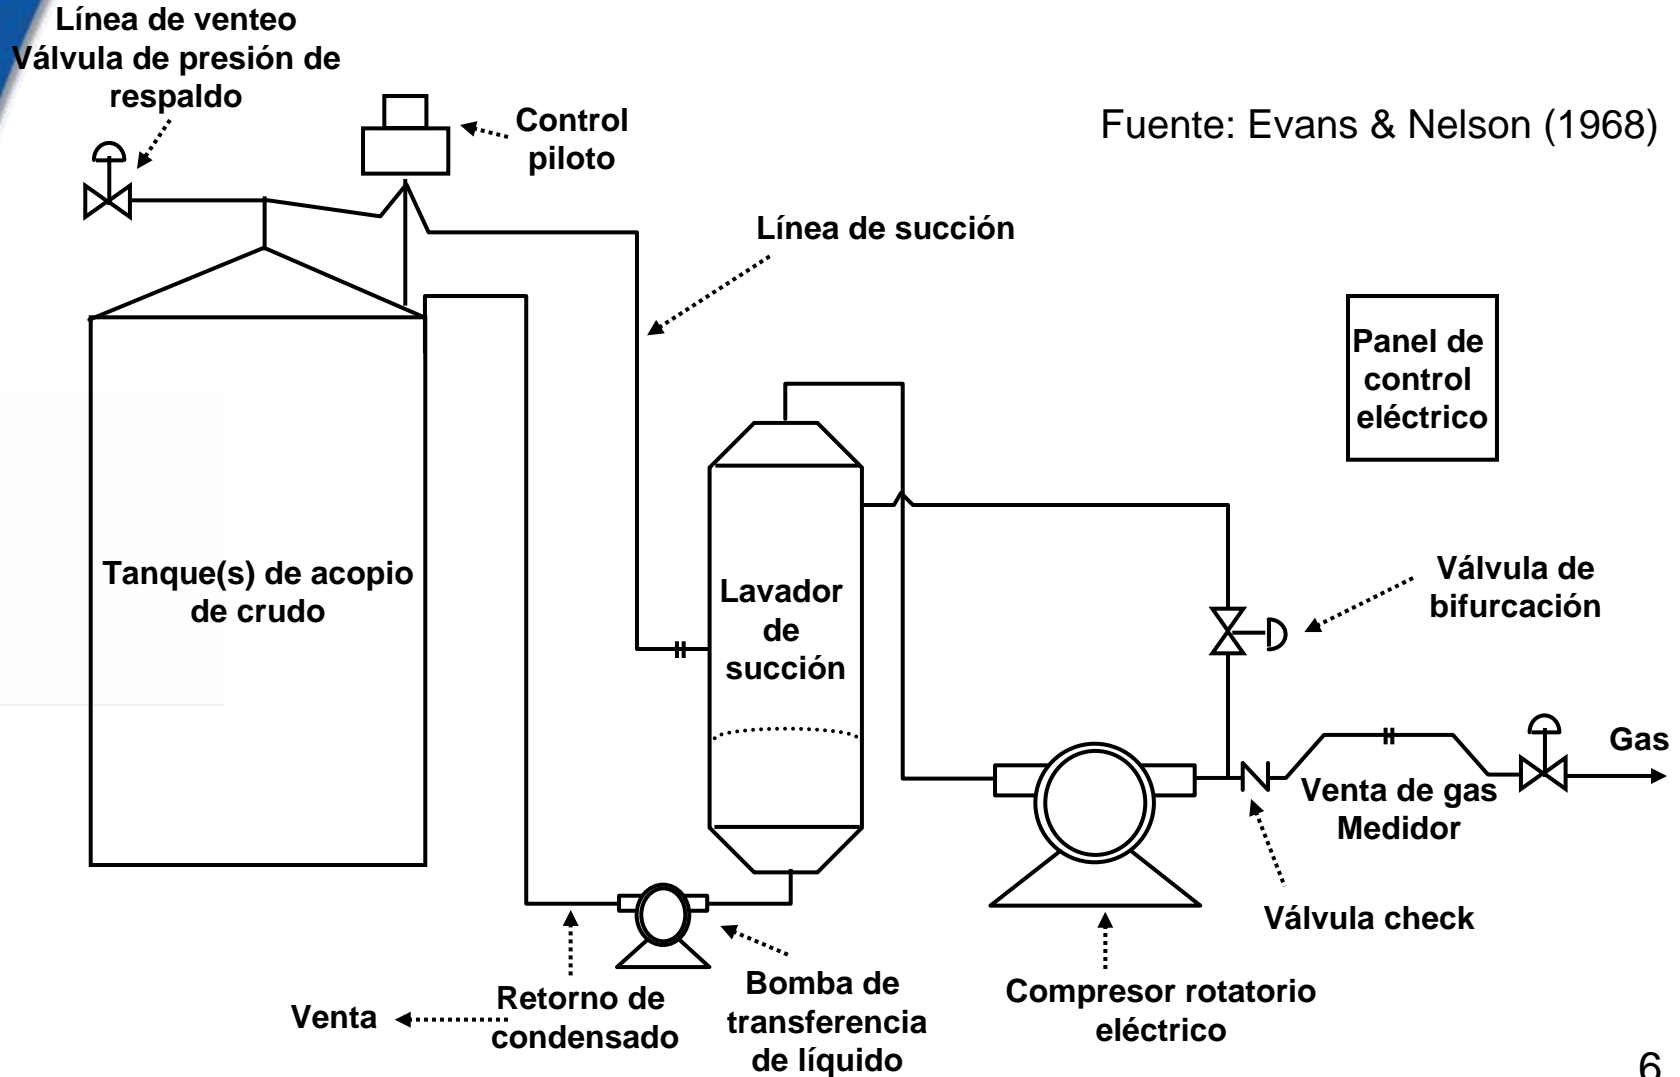 Línea de venteo
Válvula de presión de
respaldo
Control
piloto
Fuente: Evans & Nelson (1968)
Línea de succión
Panel de
control
eléctrico
Tanque(s) de acopio
de crudo
Lavador
de
succión
Válvula de
bifurcación
Gas
Venta de gas
Medidor
Válvula check
Compresor rotatorio
eléctrico
Bomba de
transferencia
de líquido
Retorno de
condensado
Venta
6